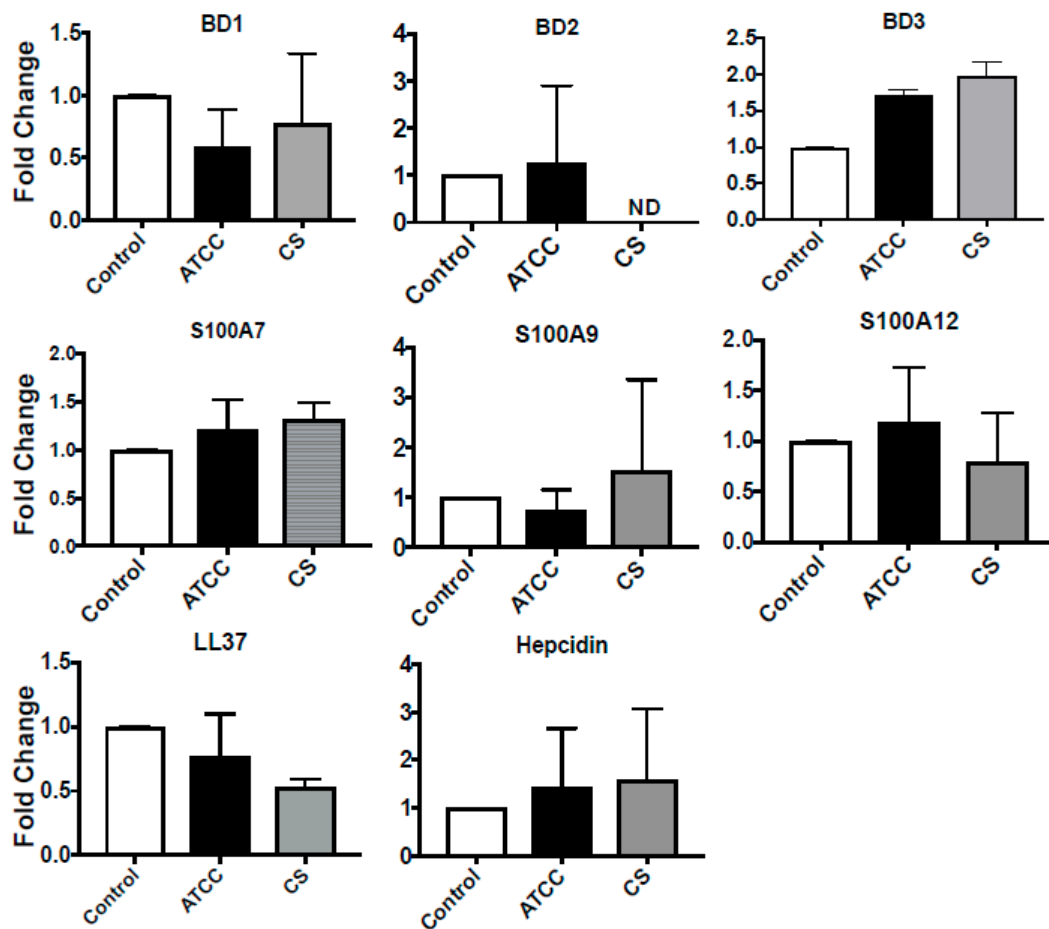 BD1
Fold Change
1.5
1.0
0.5
0.0
Control
ATCC
CS
BD2
4
3
2
1
0
ND
Control
ATCC
CS
BD3
2.5
2.0
1.5
1.0
0.5
0.0
Control
ATCC
CS
S100A7
Fold Change
2.0
1.5
1.0
0.5
0.0
Control
ATCC
CS
S100A9
4
3
2
1
0
Control
ATCC
CS
S100A12
2.0
1.5
1.0
0.5
0.0
Control
ATCC
CS
LL37
Fold Change
1.5
1.0
0.5
0.0
Control
ATCC
CS
Hepcidin
4
3
2
1
0
Control
ATCC
CS